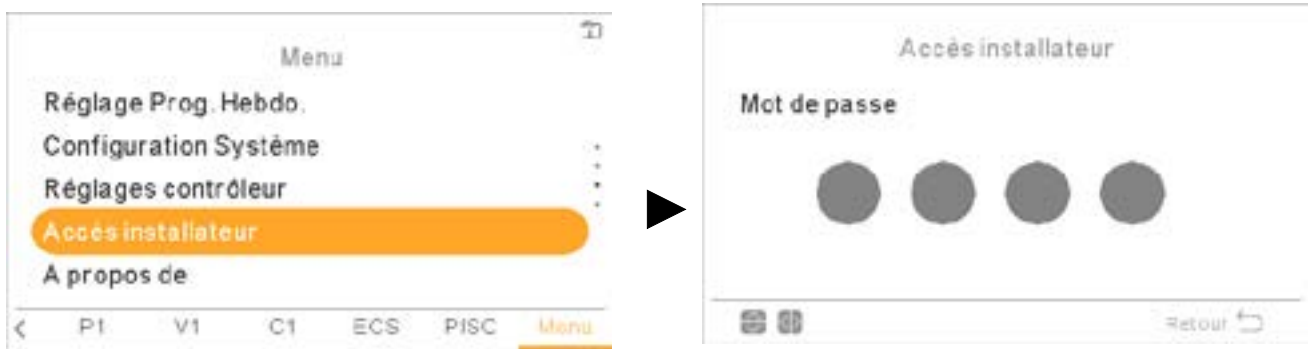 Menu
Réglage Prog. Hebdo.
Configuration Système
Réglages contrôleur
Accès installateur
A propos de
< P1 V1 C1 ECS PISC Menu
Accès installateur
Mot de passe
Retour